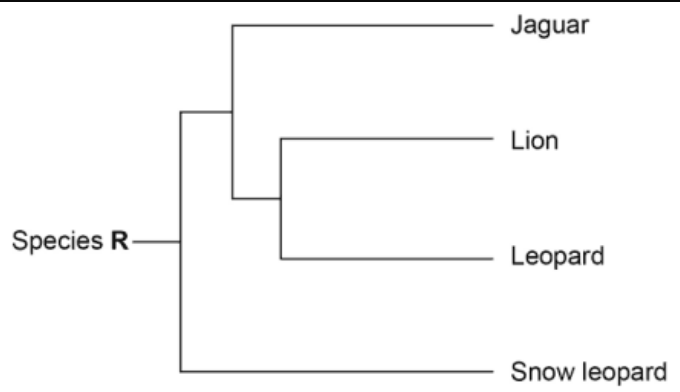 Jaguar
Lion
Species R
Leopard
Snow leopard